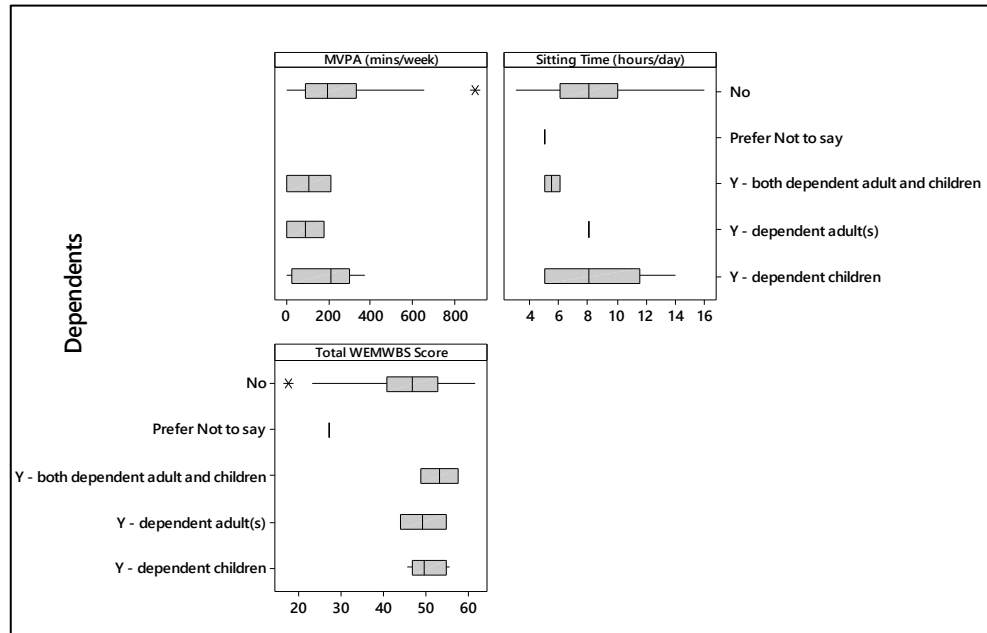 MVPA (mins/week)
Sitting Time (hours/day)
No
Prefer Not to say
Y - both dependent adult and children
Y - dependent adult(s)
Y - dependent children
0 200 400 600 800
4 6 8 10 12 14 16
Dependents
Total WEMWBS Score
No
Prefer Not to say
Y - both dependent adult and children
Y - dependent adult(s)
Y - dependent children
20 30 40 50 60